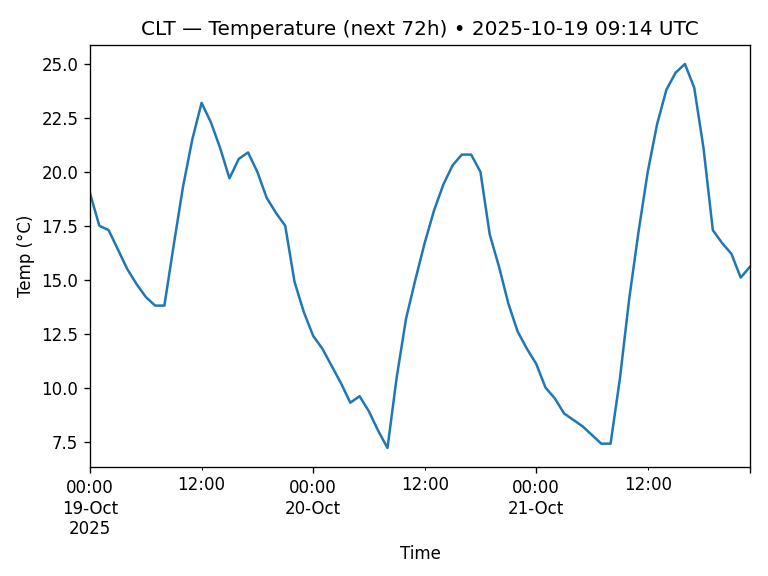 CLT — Temperature (next 72h) • 2025-10-19 09:14 UTC
Temp (°C)
25.0
22.5
20.0
17.5
15.0
12.5
10.0
7.5
00:00 12:00 00:00 12:00 00:00 12:00
19-Oct 20-Oct 21-Oct
2025
Time